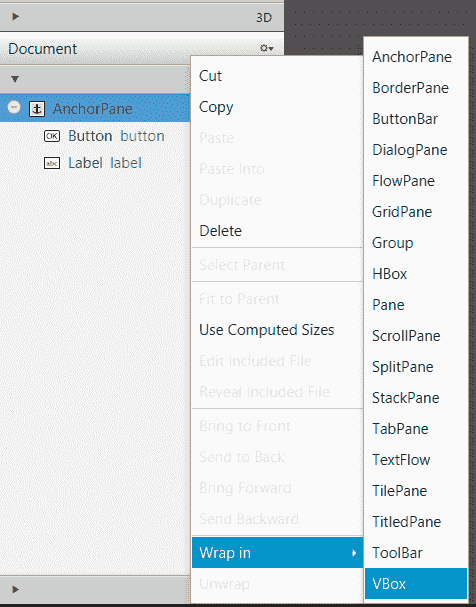 3D
Document
AnchorPane
OK Button button
abc Label label
Cut
Copy
Paste
Paste Into
Duplicate
Delete
Select Parent
Fit to Parent
Use Computed Sizes
Edit Included File
Reveal Included File
Bring to Front
Send to Back
Bring Forward
Send Backward
Wrap in
Unwrap
AnchorPane
BorderPane
ButtonBar
DialogPane
FlowPane
GridPane
Group
HBox
Pane
ScrollPane
SplitPane
StackPane
TabPane
TextFlow
TilePane
TitledPane
ToolBar
VBox